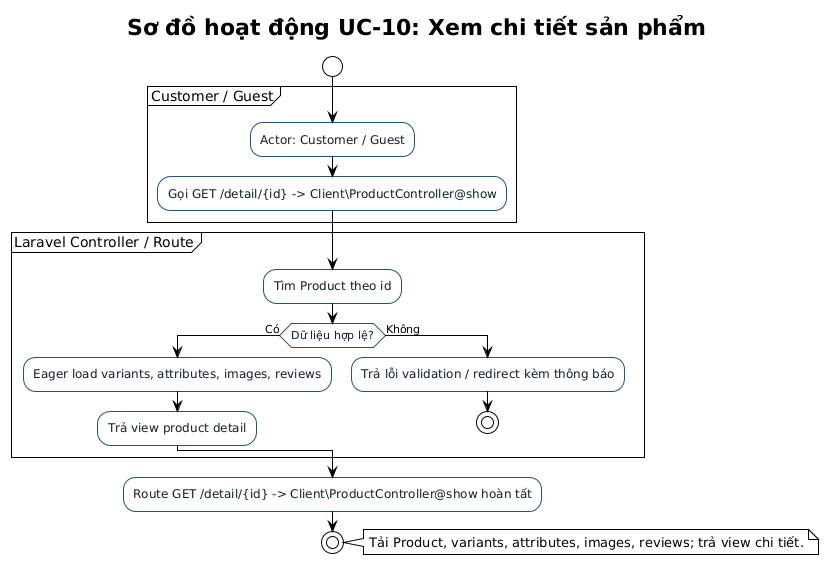 Sơ đồ hoạt động UC-10: Xem chi tiết sản phẩm
Customer / Guest
Actor: Customer / Guest
Gọi GET /detail/{id} -> Client\ProductController@show
Laravel Controller / Route
Tìm Product theo id
Có
Dữ liệu hợp lệ?
Không
Eager load variants, attributes, images, reviews
Trả lỗi validation / redirect kèm thông báo
Trả view product detail
Route GET /detail/{id} -> Client\ProductController@show hoàn tất
Tải Product, variants, attributes, images, reviews; trả view chi tiết.